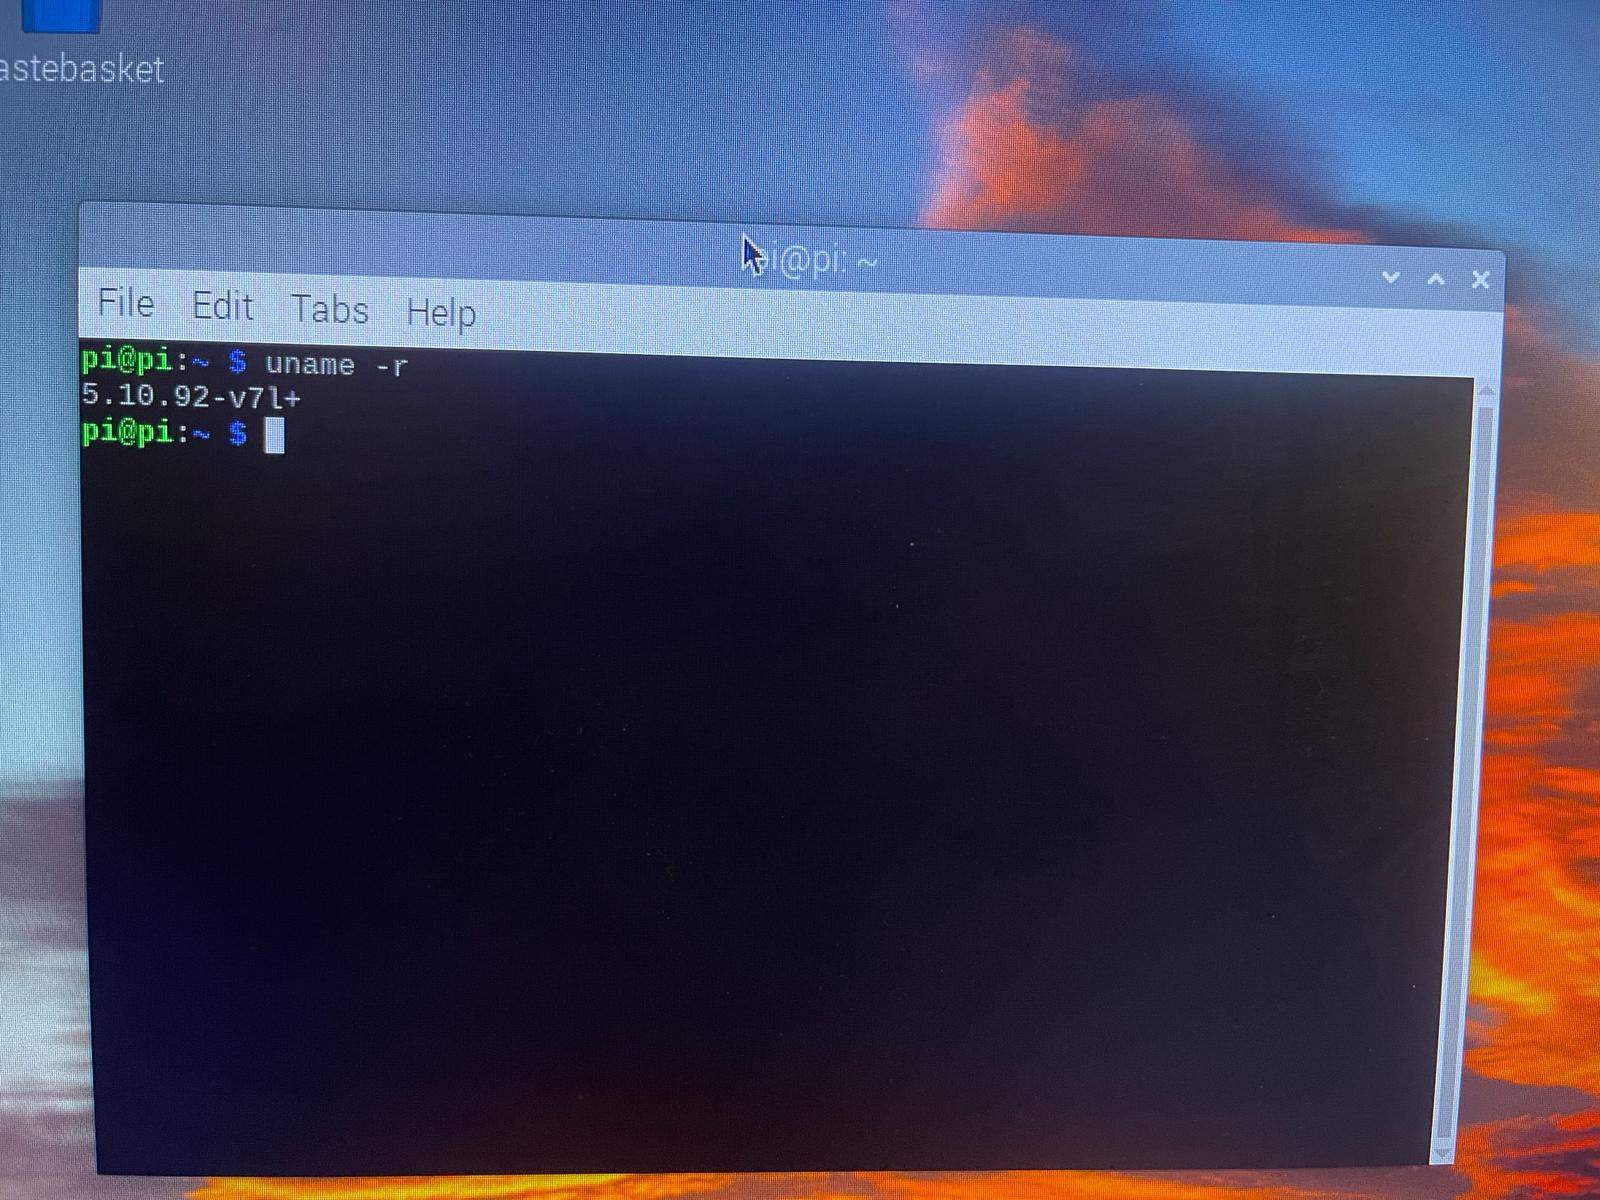 astebasket
pi@pi: ~
File Edit Tabs Help
pi@pi:~ $ uname -r
5.10.92-v7l+
pi@pi:~ $